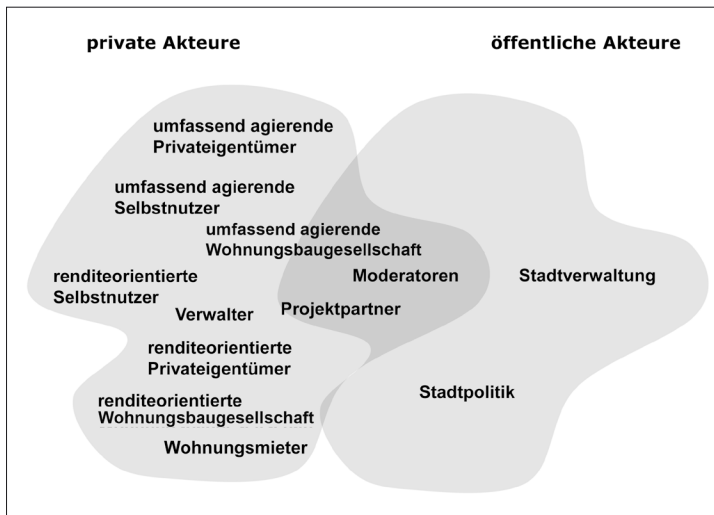 private Akteure
öffentliche Akteure
umfassend agierende
Privateigentümer
umfassend agierende
Selbstnutzer
umfassend agierende
Wohnungsbaugesellschaft
renditeorientierte
Selbstnutzer
Moderatoren
Stadtverwaltung
Verwalter
Projektpartner
renditeorientierte
Privateigentümer
Stadtpolitik
renditeorientierte
Wohnungsbaugesellschaft
Wohnungsmieter